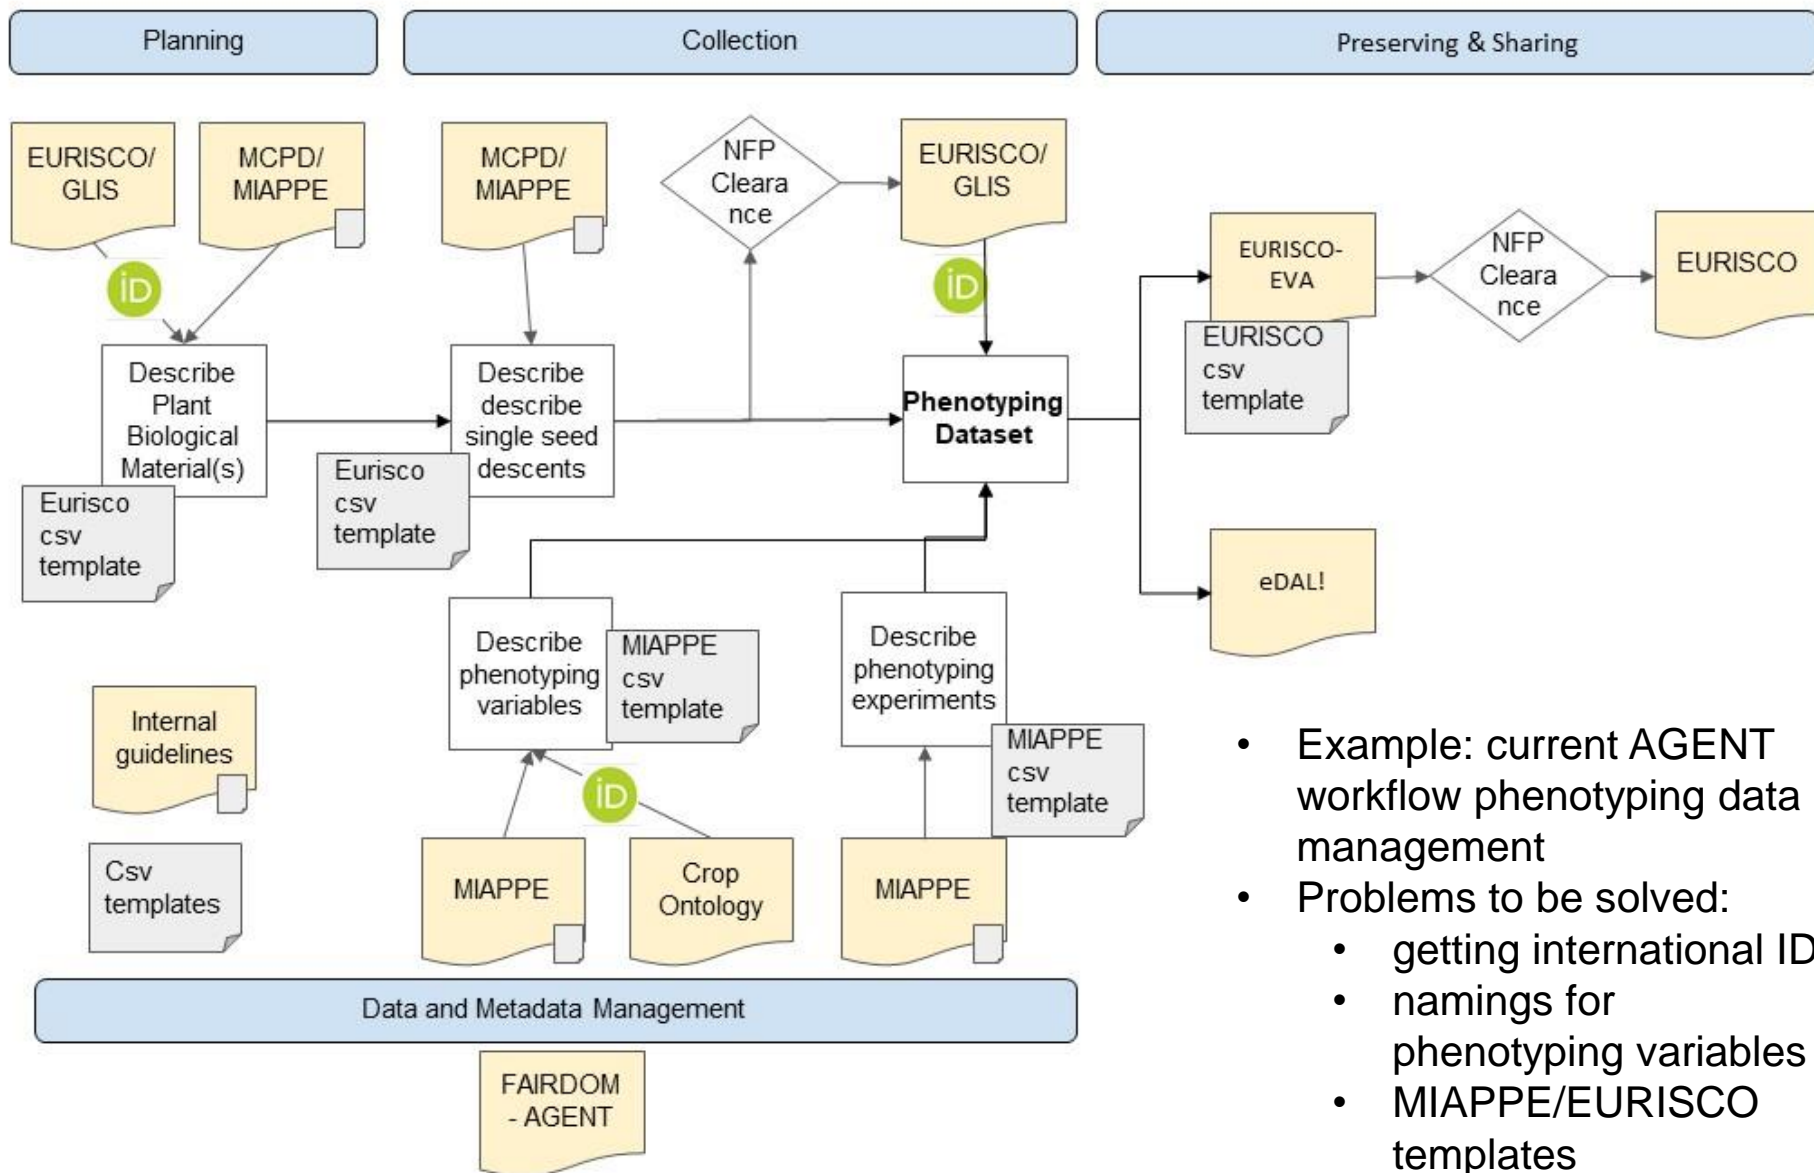 Planning
Collection
Preserving & Sharing
EURISCO/
GLIS
MCPD/
MIAPPE
MCPD/
MIAPPE
NFP
Cleara
nce
EURISCO/
GLIS
EURISCO-
EVA
NFP
Cleara
nce
EURISCO
iD
iD
EURISCO
csv
template
Describe
Plant
Biological
Material(s)
Describe
describe
single seed
descents
Phenotyping
Dataset
Eurisco
csv
template
Eurisco
csv
template
eDAL!
Describe
phenotyping
variables
MIAPPE
csv
template
Describe
phenotyping
experiments
MIAPPE
csv
template
Internal
guidelines
iD
Csv
templates
MIAPPE
Crop
Ontology
MIAPPE
• Example: current AGENT
workflow phenotyping data
management
• Problems to be solved:
• getting international ID
• namings for
phenotyping variables
• MIAPPE/EURISCO
templates
Data and Metadata Management
FAIRDOM
- AGENT